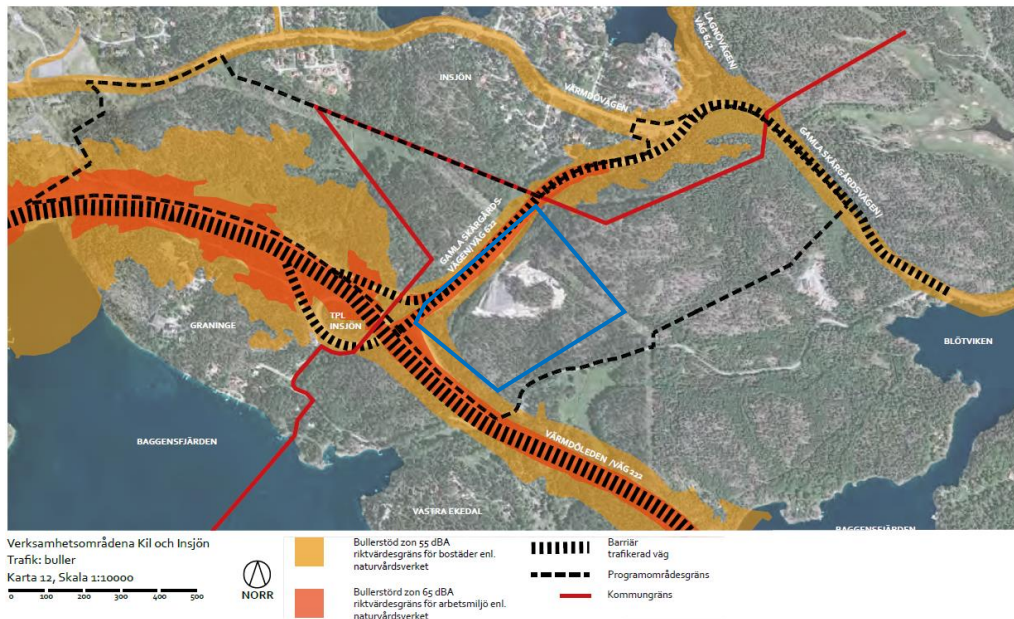 LAGNÖVÄGEN/
VÄG 643
INSJÖN
VÄRMDÖVÄGEN
GAMLA SKÄRGÅRDSVÄGEN/
GAMLA SKÄRGÅRDS-
VÄGEN/ VÄG 622
GRANINGE
TPL
INSJÖN
BLÖTVIKEN
BAGGENSFJÄRDEN
VÄRMDÖLEDEN /VÄG 222
VÄSTRA EKEDAL
BAGGENSFJÄRDEN
Verksamhetsområdena Kil och Insjön
Trafik: buller
Karta 12, Skala 1:10000
0 100 200 300 400 500
NORR
Bullerstöd zon 55 dBA
riktvärdesgräns för bostäder enl.
naturvårdsverket
Bullerstörd zon 65 dBA
riktvärdesgräns för arbetsmiljö enl.
naturvårdsverket
Barriär
trafikerad väg
Programområdesgräns
Kommungräns